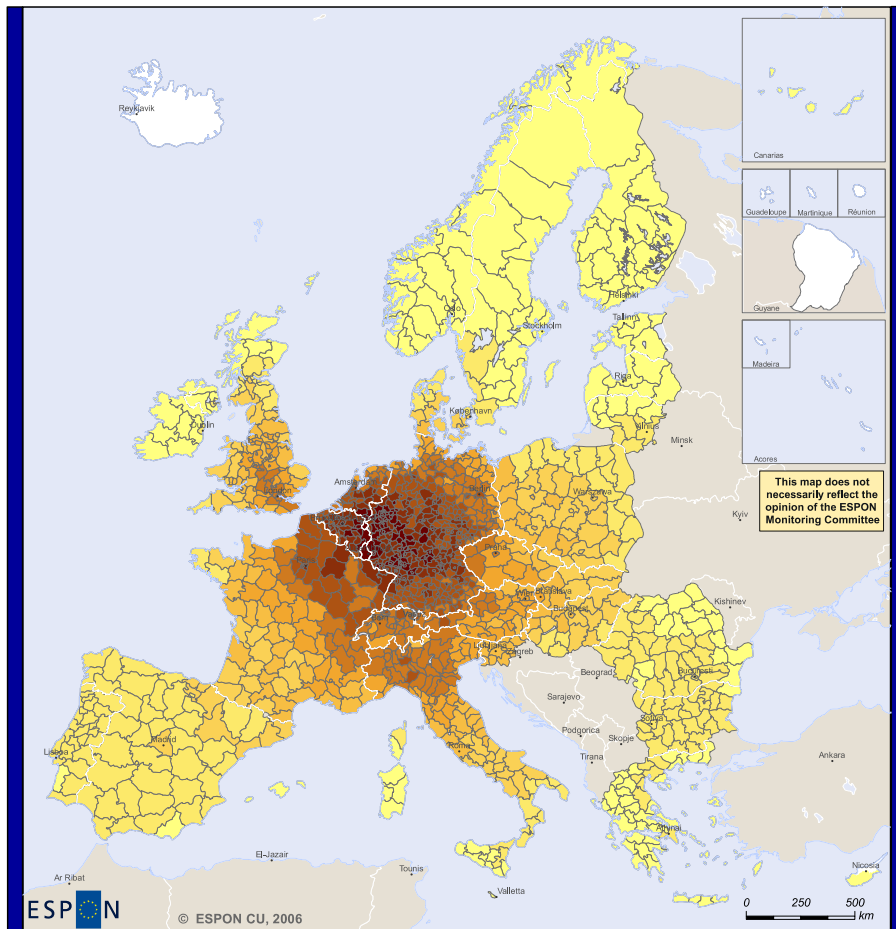 Reykjavik
Canarias
Guadeloupe
Martinique
Réunion
Guyane
Helsinki
Oslo
Tallinn
Stockholm
Madeira
Riga
Dublin
København
Vilnius
Minsk
Acores
This map does not
necessarily reflect the
opinion of the ESPON
Monitoring Committee
Amsterdam
Berlin
London
Warszawa
Kyiv
Paris
Praha
Kishinev
Wien
Bratislava
Budapest
Ljubljana
Zagreb
Beograd
Bucuresti
Sarajevo
Sofiya
Podgorica
Skopje
Madrid
Roma
Lisboa
Tirana
Ankara
Athinai
El-Jazair
Tounis
Nicosia
Ar Ribat
Valletta
0 250 500
km
ESPON
© ESPON CU, 2006